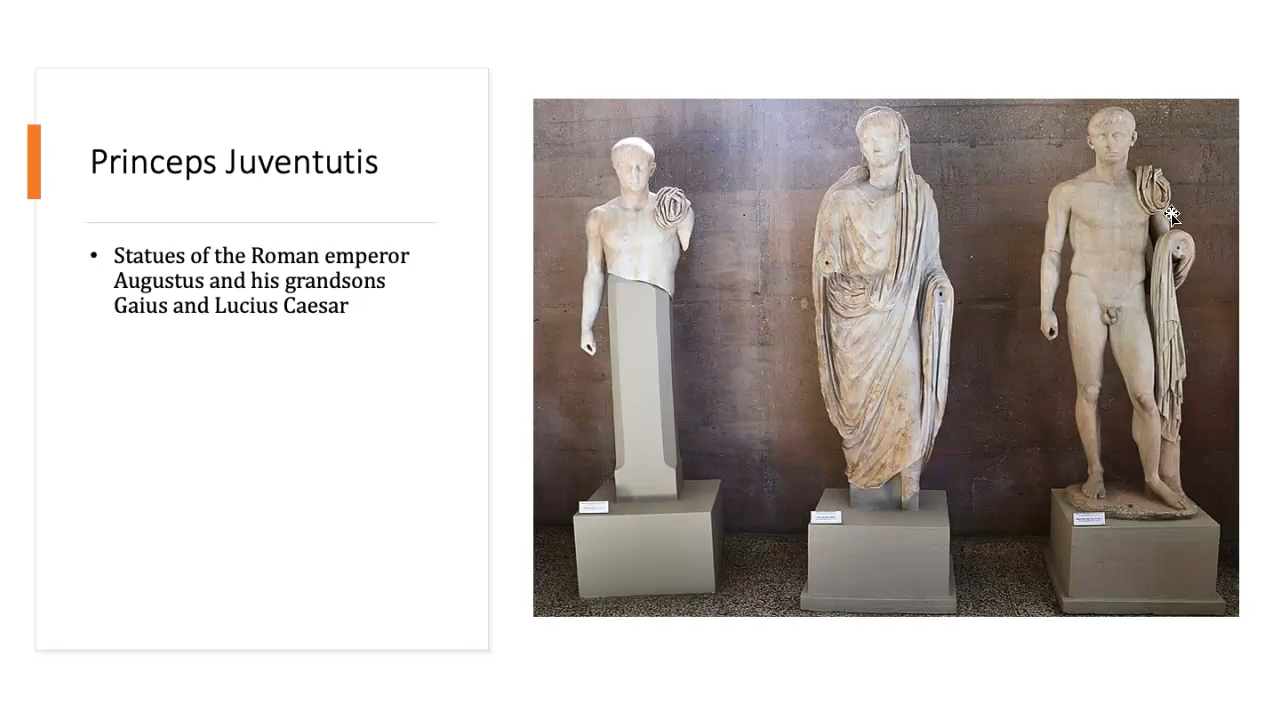 Princeps Juventutis
• Statues of the Roman emperor
Augustus and his grandsons
Gaius and Lucius Caesar